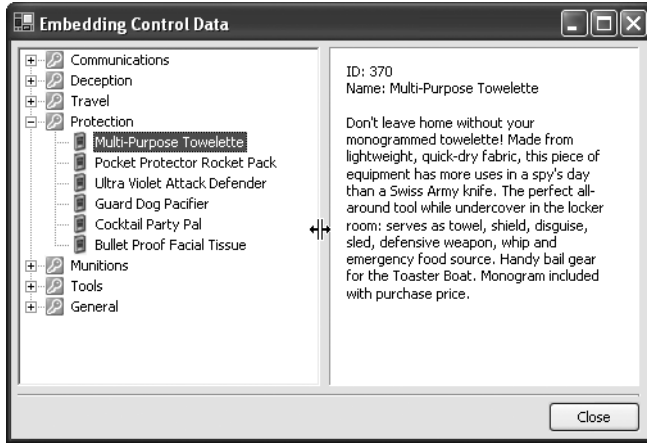 Embedding Control Data
Communications
Deception
Travel
Protection
Multi-Purpose Towelette
Pocket Protector Rocket Pack
Ultra Violet Attack Defender
Guard Dog Pacifier
Cocktail Party Pal
Bullet Proof Facial Tissue
Munitions
Tools
General
ID: 370
Name: Multi-Purpose Towelette
Don't leave home without your
monogrammed towelette! Made from
lightweight, quick-dry fabric, this piece of
equipment has more uses in a spy's day
than a Swiss Army knife. The perfect all-
around tool while undercover in the locker
room: serves as towel, shield, disguise,
sled, defensive weapon, whip and
emergency food source. Handy bail gear
for the Toaster Boat. Monogram included
with purchase price.
Close